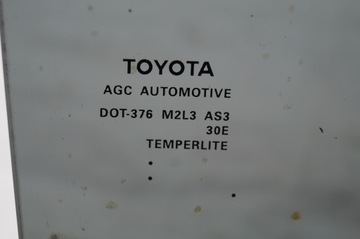 TOYOTA
AGC AUTOMOTIVE
DOT-376 M2L3 AS3
30E
TEMPERLITE